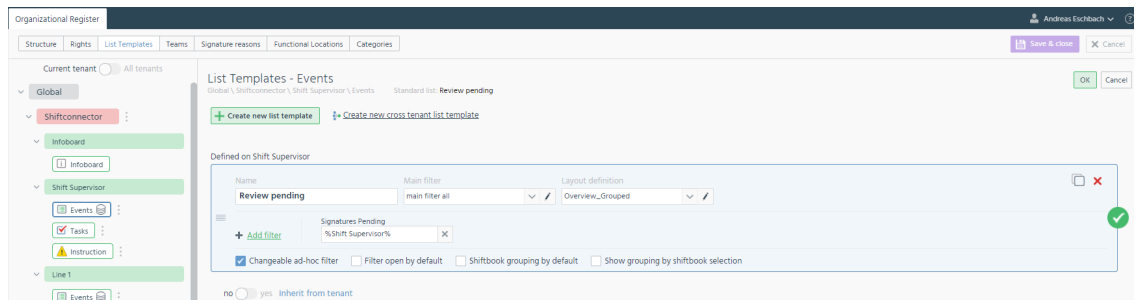 Organizational Register
Andreas Eschbach
Structure Rights List Templates Teams Signature reasons Functional Locations Categories
Save & close Cancel
Current tenant All tenants
Global
Shiftconnector
Infoboard
Infoboard
Shift Supervisor
Events
Tasks
Instruction
Line 1
Events
List Templates - Events
Global \ Shiftconnector \ Shift Supervisor \ Events Standard list: Review pending
OK Cancel
Create new list template Create new cross tenant list template
Defined on Shift Supervisor
Name Main filter Layout definition
Review pending main filter all Overview_Grouped
Signatures Pending
Add filter %Shift Supervisor%
Changeable ad-hoc filter Filter open by default Shiftbook grouping by default Show grouping by shiftbook selection
no yes Inherit from tenant